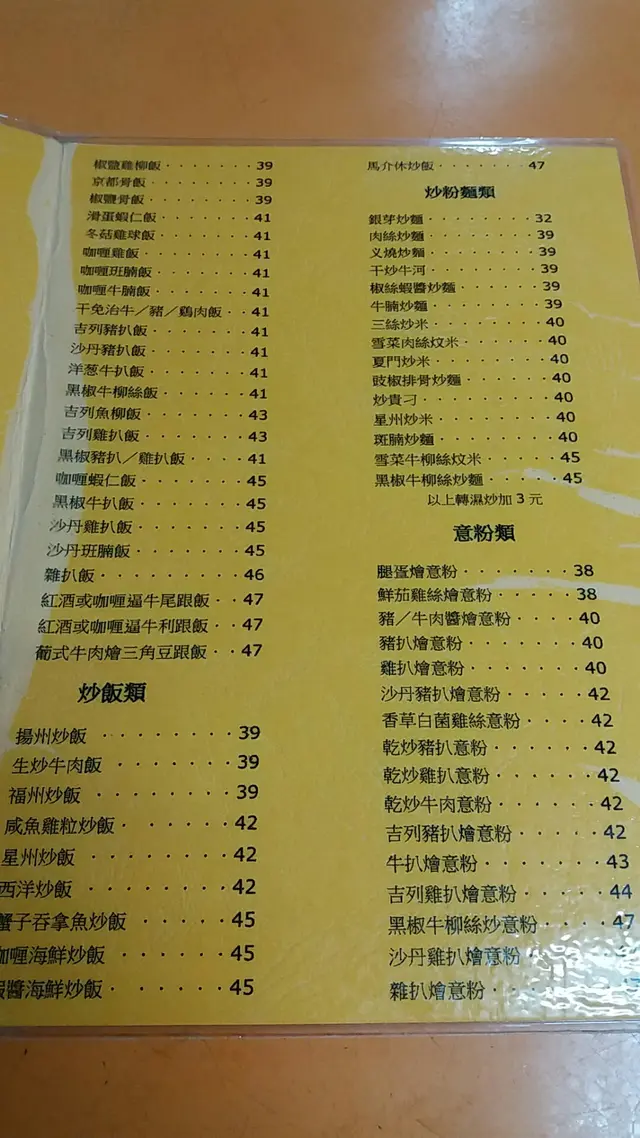 椒鹽雞柳飯 · · · · · · · 39
京都骨飯 · · · · · · · · 39
椒鹽骨飯 · · · · · · · · 39
滑蛋蝦仁飯 · · · · · · · 41
冬菇雞球飯 · · · · · · · 41
咖喱雞飯 · · · · · · · · 41
咖喱班腩飯 · · · · · · · 41
咖喱牛腩飯 · · · · · · · 41
干免治牛／豬／鷄肉飯 · · 41
吉列豬扒飯 · · · · · · · 41
沙丹豬扒飯 · · · · · · · 41
洋葱牛扒飯 · · · · · · · 41
黑椒牛柳絲飯 · · · · · · 41
吉列魚柳飯 · · · · · · · 43
吉列雞扒飯 · · · · · · · 43
黑椒豬扒／雞扒飯 · · · · 41
咖喱蝦仁飯 · · · · · · · 45
黑椒牛扒飯 · · · · · · · 45
沙丹雞扒飯 · · · · · · · 45
沙丹班腩飯 · · · · · · · 45
雜扒飯 · · · · · · · · · 46
紅酒或咖喱逼牛尾跟飯 · · 47
紅酒或咖喱逼牛利跟飯 · · 47
葡式牛肉燴三角豆跟飯 · · 47
炒飯類
揚州炒飯 · · · · · · · · 39
生炒牛肉飯 · · · · · · · 39
福州炒飯 · · · · · · · · 39
咸魚雞粒炒飯 · · · · · · 42
星州炒飯 · · · · · · · · 42
西洋炒飯 · · · · · · · · 42
蟹子吞拿魚炒飯 · · · · · 45
咖喱海鮮炒飯 · · · · · · 45
蝦醬海鮮炒飯 · · · · · · 45
馬介休炒飯 · · · · · · · 47
炒粉麵類
銀芽炒麵 · · · · · · · · 32
肉絲炒麵 · · · · · · · · 39
义燒炒麵 · · · · · · · · 39
干炒牛河 · · · · · · · · 39
椒絲蝦醬炒麵 · · · · · · 39
牛腩炒麵 · · · · · · · · 39
三絲炒米 · · · · · · · · 40
雪菜肉絲炆米 · · · · · · 40
夏門炒米 · · · · · · · · 40
豉椒排骨炒麵 · · · · · · 40
炒貴刁 · · · · · · · · · 40
星州炒米 · · · · · · · · 40
斑腩炒麵 · · · · · · · · 40
雪菜牛柳絲炆米 · · · · · 45
黑椒牛柳絲炒麵 · · · · · 45
以上轉濕炒加 3 元
意粉類
腿蛋燴意粉 · · · · · · · 38
鮮茄雞絲燴意粉 · · · · · 38
豬／牛肉醬燴意粉 · · · · 40
豬扒燴意粉 · · · · · · · 40
雞扒燴意粉 · · · · · · · 40
沙丹豬扒燴意粉 · · · · · 42
香草白菌雞絲意粉 · · · · 42
乾炒豬扒意粉 · · · · · · 42
乾炒雞扒意粉 · · · · · · 42
乾炒牛肉意粉 · · · · · · 42
吉列豬扒燴意粉 · · · · · 42
牛扒燴意粉 · · · · · · · 43
吉列雞扒燴意粉 · · · · · 44
黑椒牛柳絲炒意粉 · · · · 47
沙丹雞扒燴意粉 · · · · ·
雜扒燴意粉 · · · · · · ·